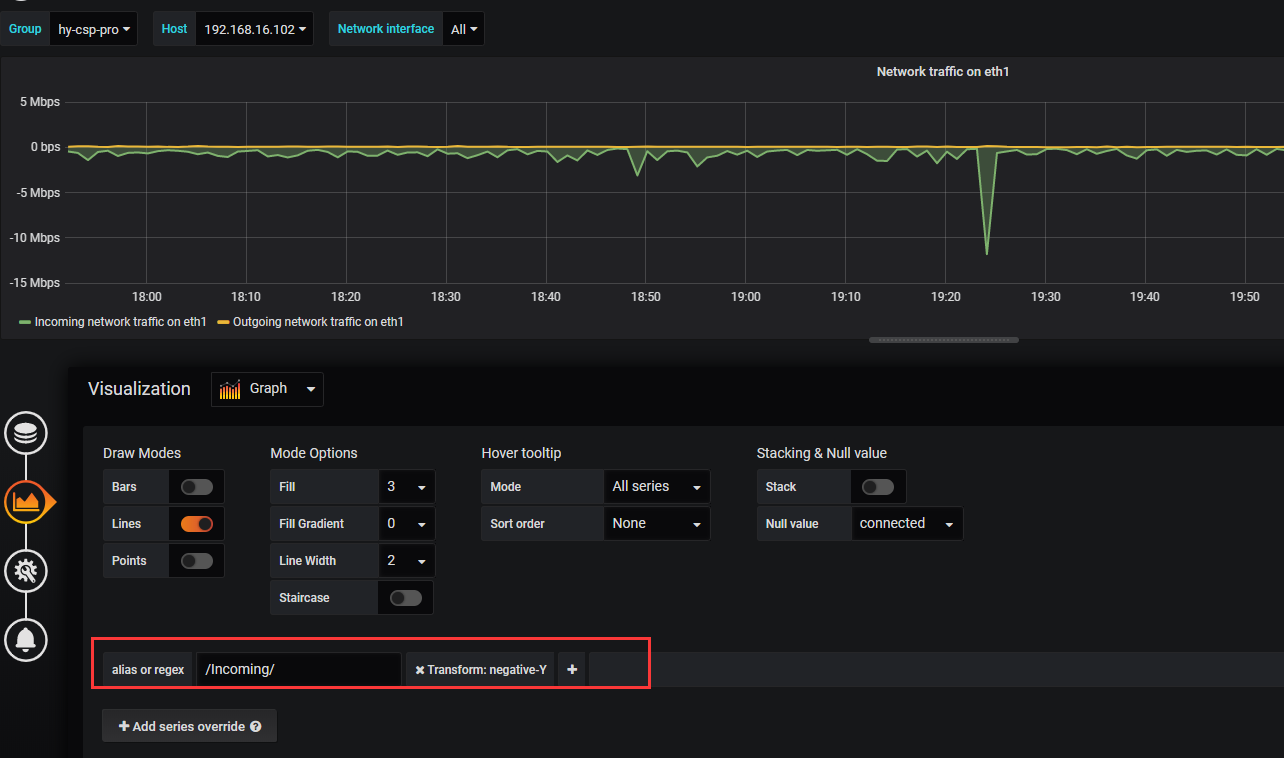 Group hy-csp-pro Host 192.168.16.102 Network interface All
Network traffic on eth1
5 Mbps
0 bps
-5 Mbps
-10 Mbps
-15 Mbps
18:00 18:10 18:20 18:30 18:40 18:50 19:00 19:10 19:20 19:30 19:40 19:50
Incoming network traffic on eth1 Outgoing network traffic on eth1
Visualization Graph
Draw Modes Mode Options Hover tooltip Stacking & Null value
Bars Fill 3 Mode All series Stack
Lines Fill Gradient 0 Sort order None Null value connected
Points Line Width 2
Staircase
alias or regex /Incoming/ × Transform: negative-Y +
+ Add series override ?